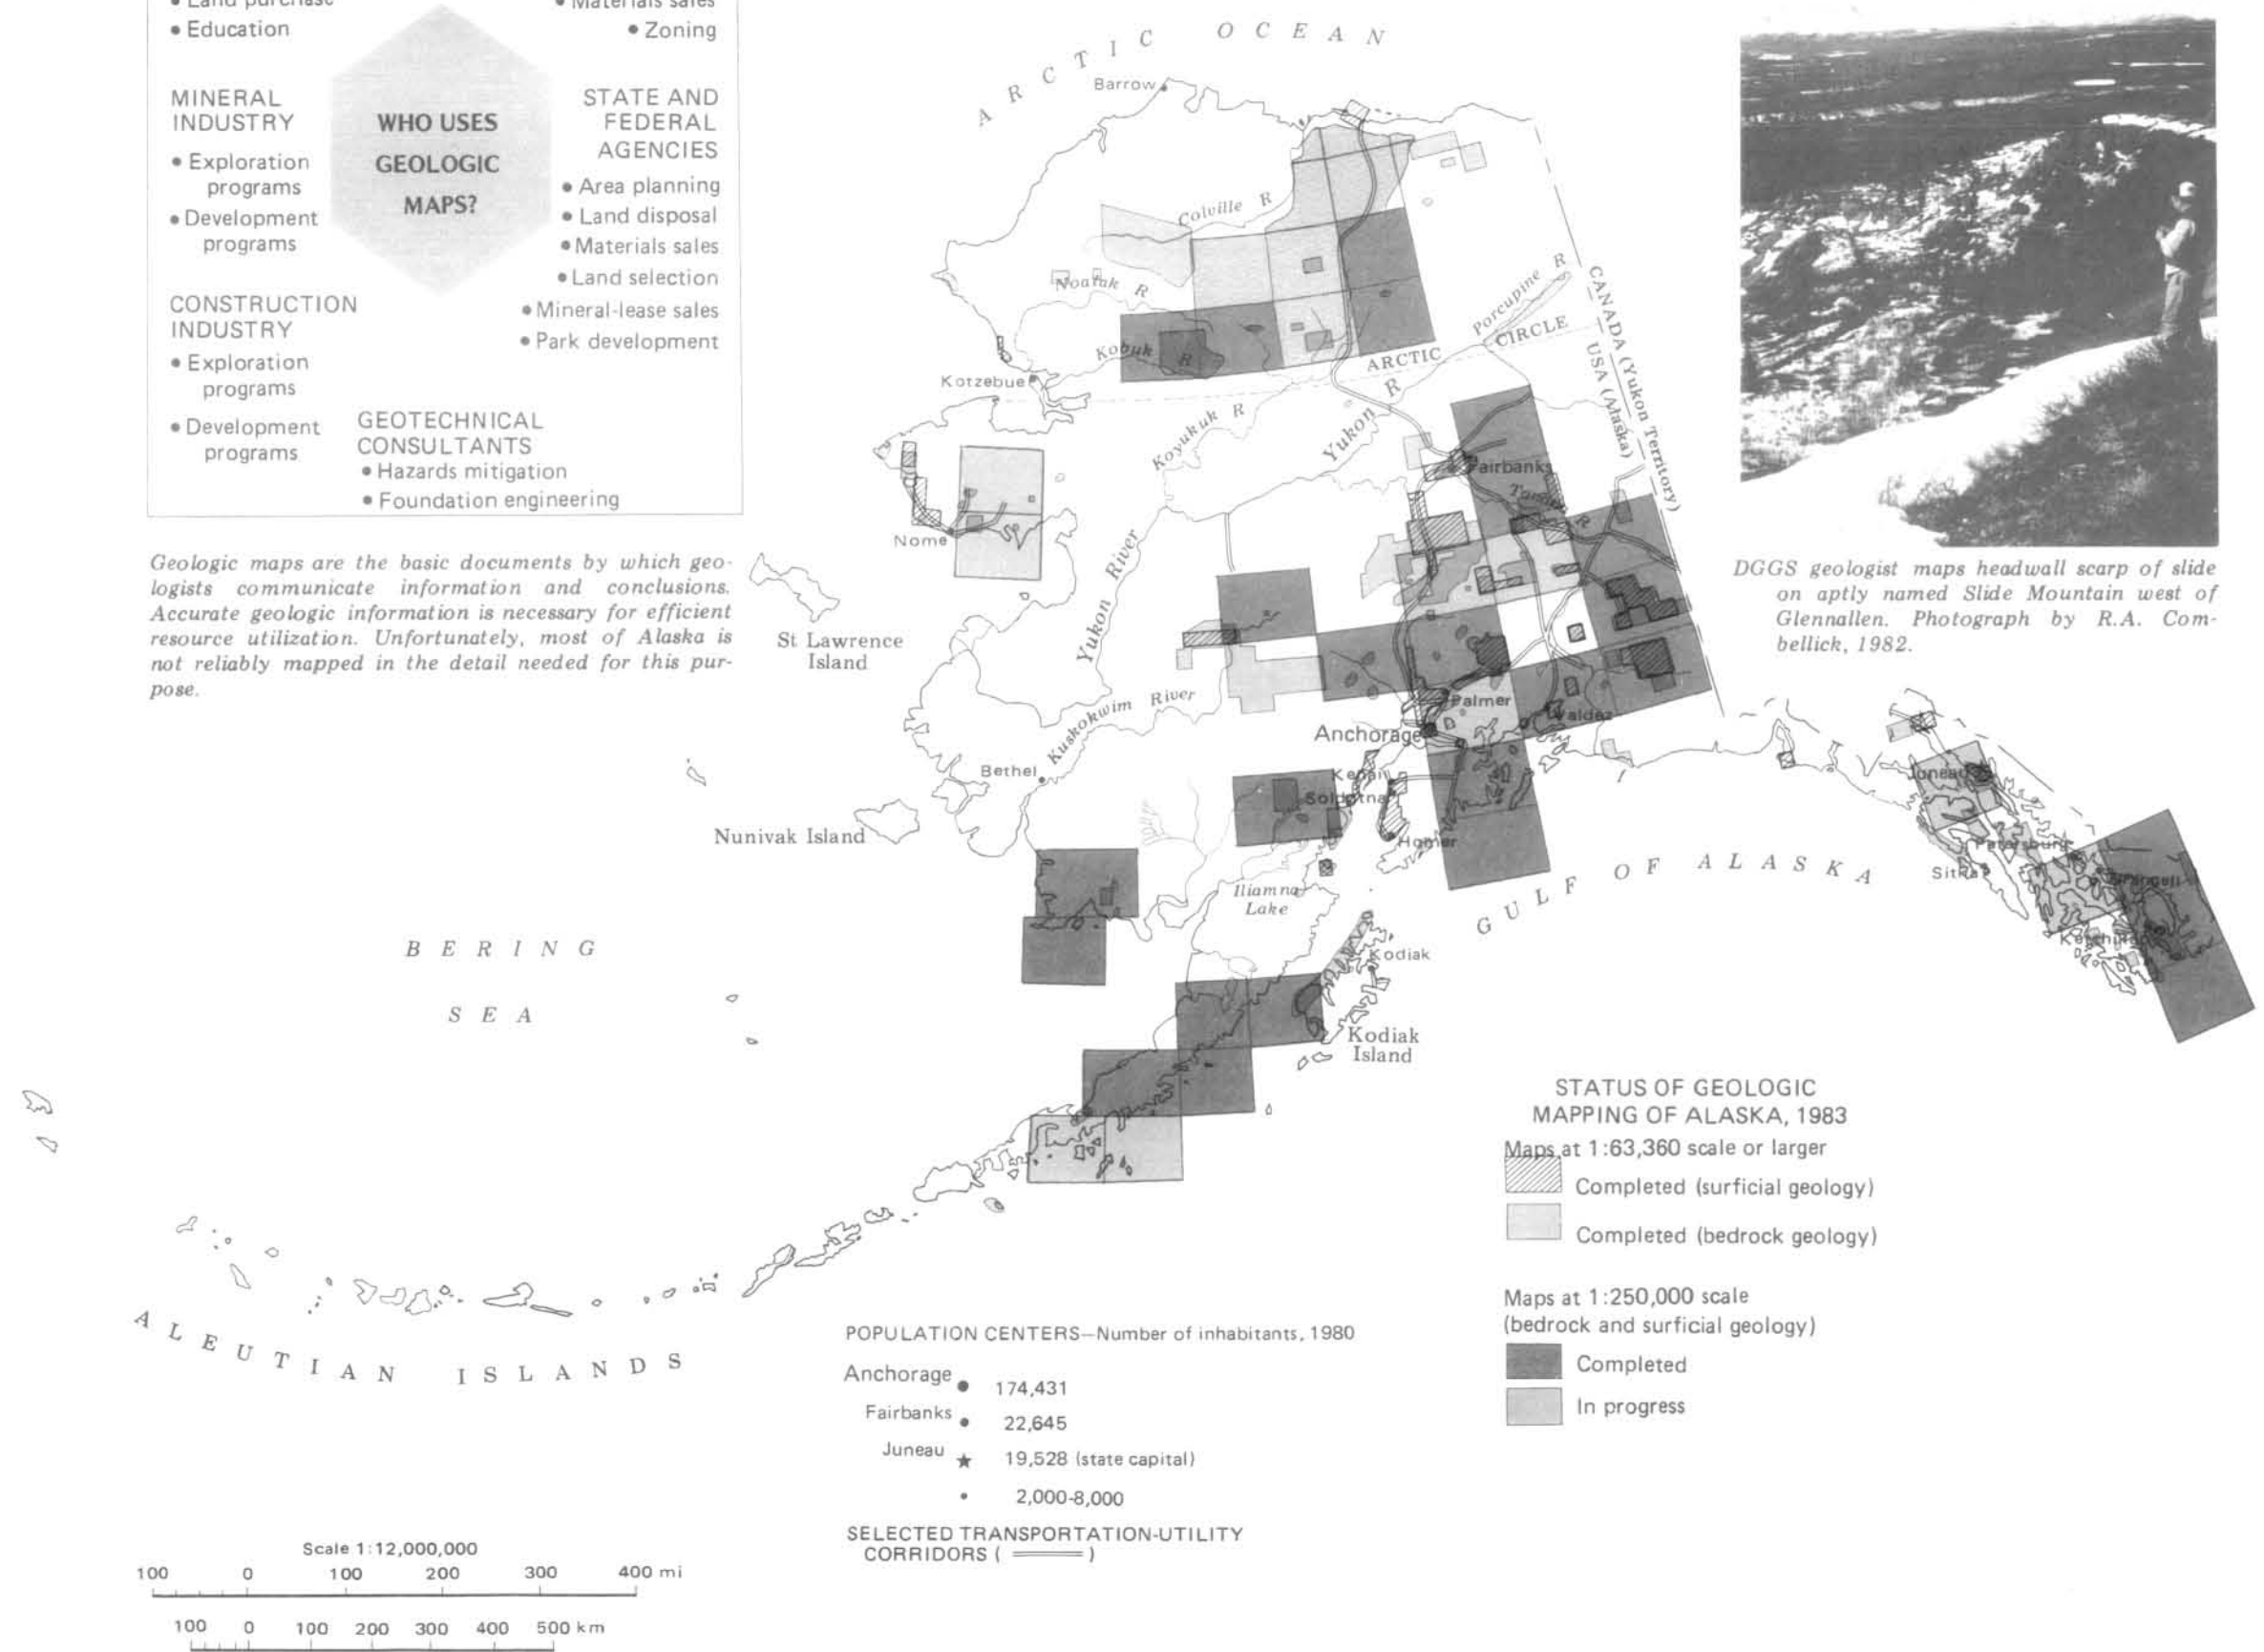 • Land purchase
• Materials sales
• Education
• Zoning
MINERAL
INDUSTRY
• Exploration
programs
• Development
programs
WHO USES
GEOLOGIC
MAPS?
STATE AND
FEDERAL
AGENCIES
• Area planning
• Land disposal
• Materials sales
• Land selection
• Mineral-lease sales
• Park development
CONSTRUCTION
INDUSTRY
• Exploration
programs
• Development
programs
GEOTECHNICAL
CONSULTANTS
• Hazards mitigation
• Foundation engineering
Geologic maps are the basic documents by which geo-
logists communicate information and conclusions.
Accurate geologic information is necessary for efficient
resource utilization. Unfortunately, most of Alaska is
not reliably mapped in the detail needed for this pur-
pose.
ARCTIC OCEAN
Barrow
Colville R
Noatak R
Kobuk R
Kotzebue
Porcupine R
ARCTIC CIRCLE
CANADA (Yukon Territory)
USA (Alaska)
Koyukuk R
Yukon R
Fairbanks
Tanana R
Nome
Yukon River
St Lawrence
Island
Kuskokwim River
Palmer
Valdez
Anchorage
Bethel
Kenai
Soldotna
Homer
Nunivak Island
Iliamna
Lake
GULF OF ALASKA
Juneau
Petersburg
Sitka
Wrangell
Ketchikan
Kodiak
Kodiak
Island
BERING
SEA
ALEUTIAN ISLANDS
DGGS geologist maps headwall scarp of slide
on aptly named Slide Mountain west of
Glennallen. Photograph by R.A. Com-
bellick, 1982.
STATUS OF GEOLOGIC
MAPPING OF ALASKA, 1983
Maps at 1:63,360 scale or larger
Completed (surficial geology)
Completed (bedrock geology)
Maps at 1:250,000 scale
(bedrock and surficial geology)
Completed
In progress
POPULATION CENTERS—Number of inhabitants, 1980
Anchorage ● 174,431
Fairbanks ● 22,645
Juneau ★ 19,528 (state capital)
• 2,000-8,000
SELECTED TRANSPORTATION-UTILITY
CORRIDORS ( ═══ )
Scale 1:12,000,000
100 0 100 200 300 400 mi
100 0 100 200 300 400 500 km